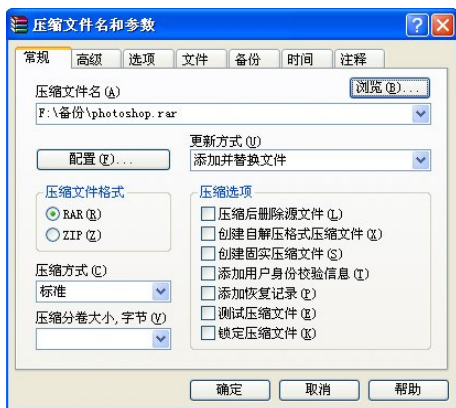 压缩文件名和参数
常规 高级 选项 文件 备份 时间 注释
压缩文件名(A)
浏览(B)...
F:\备份\photoshop.rar
更新方式(U)
配置(F)...
添加并替换文件
压缩文件格式
RAR(R)
ZIP(Z)
压缩方式(C)
标准
压缩分卷大小,字节(V)
压缩选项
压缩后删除源文件(L)
创建自解压格式压缩文件(X)
创建固实压缩文件(S)
添加用户身份校验信息(T)
添加恢复记录(P)
测试压缩文件(E)
锁定压缩文件(K)
确定 取消 帮助